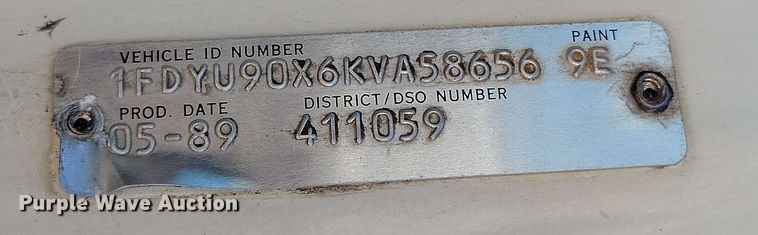 VEHICLE ID NUMBER PAINT
1FDYU90X6KVA58656 9E
PROD. DATE DISTRICT/DSO NUMBER
05-89 411059
Purple Wave Auction